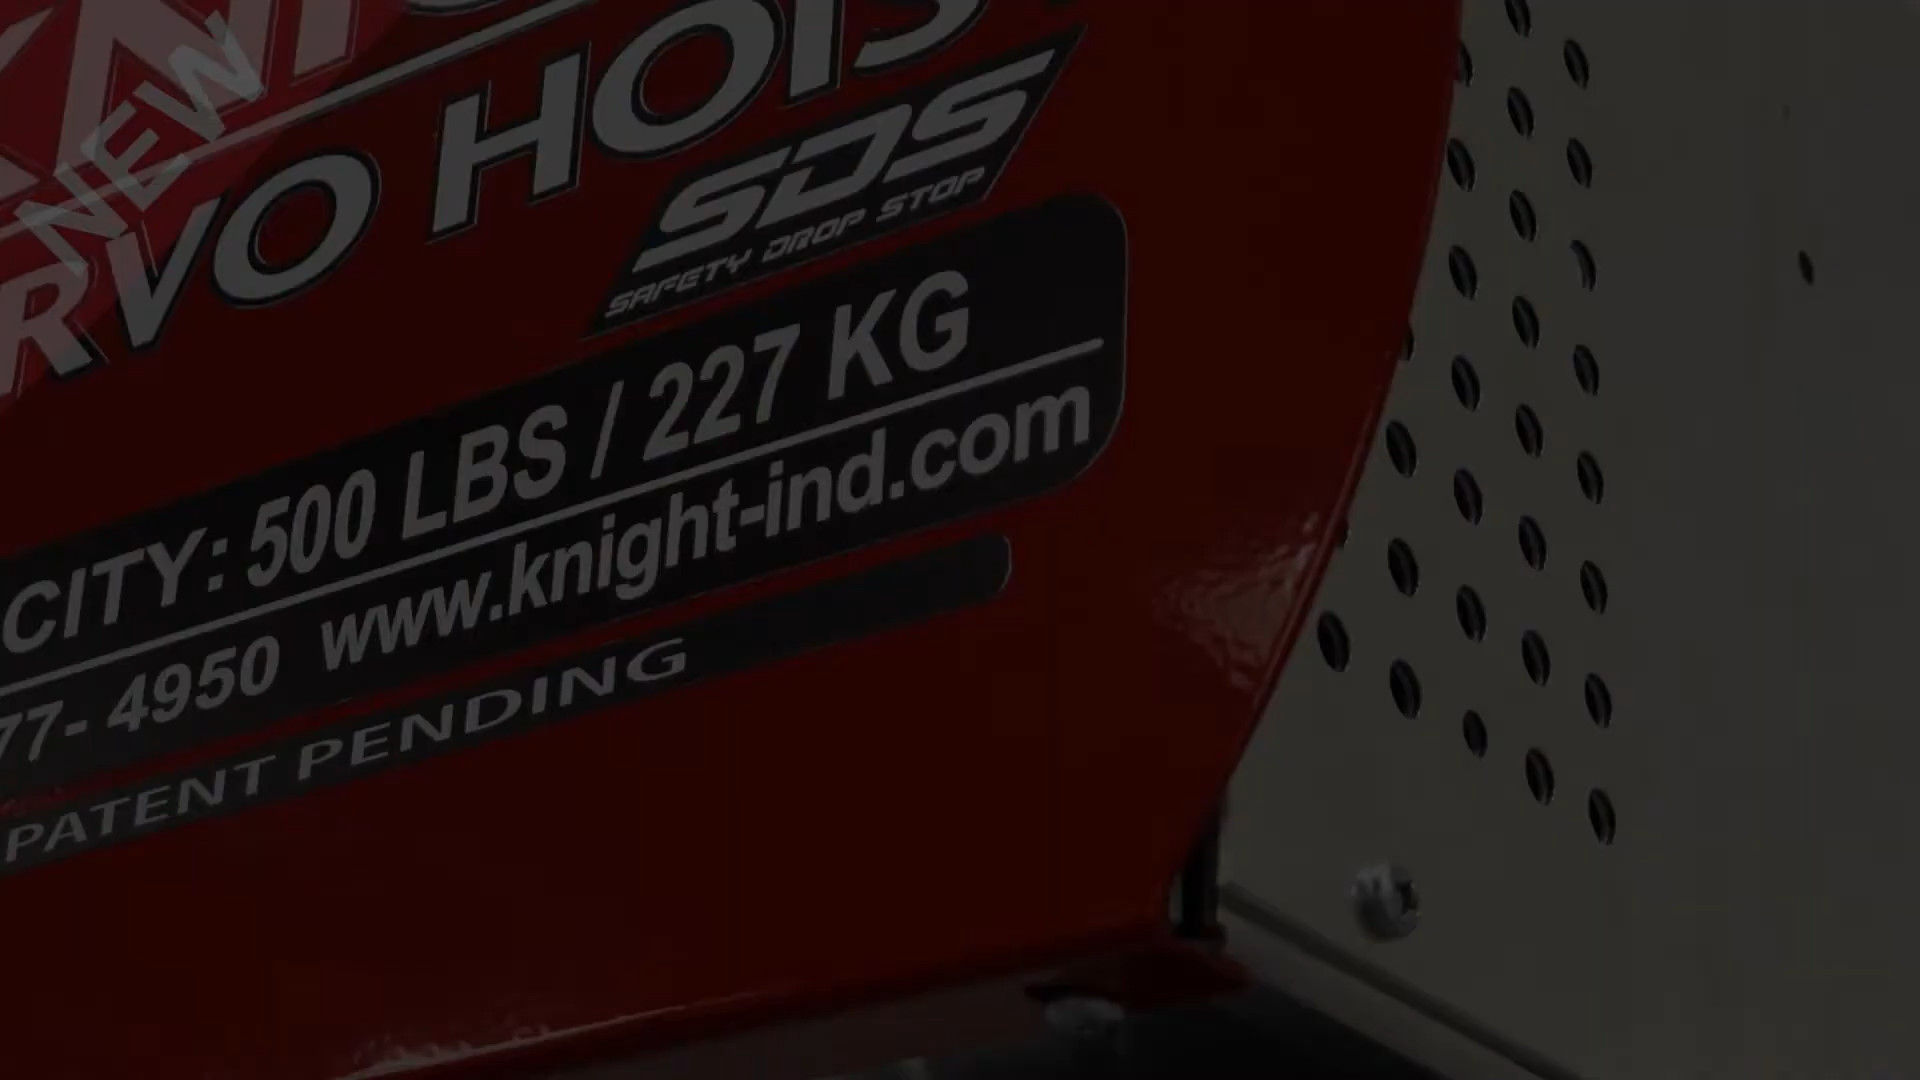 NEW
RVO HOIS
SDS
SAFETY DROP STOP
CITY: 500 LBS / 227 KG
77- 4950 www.knight-ind.com
PATENT PENDING